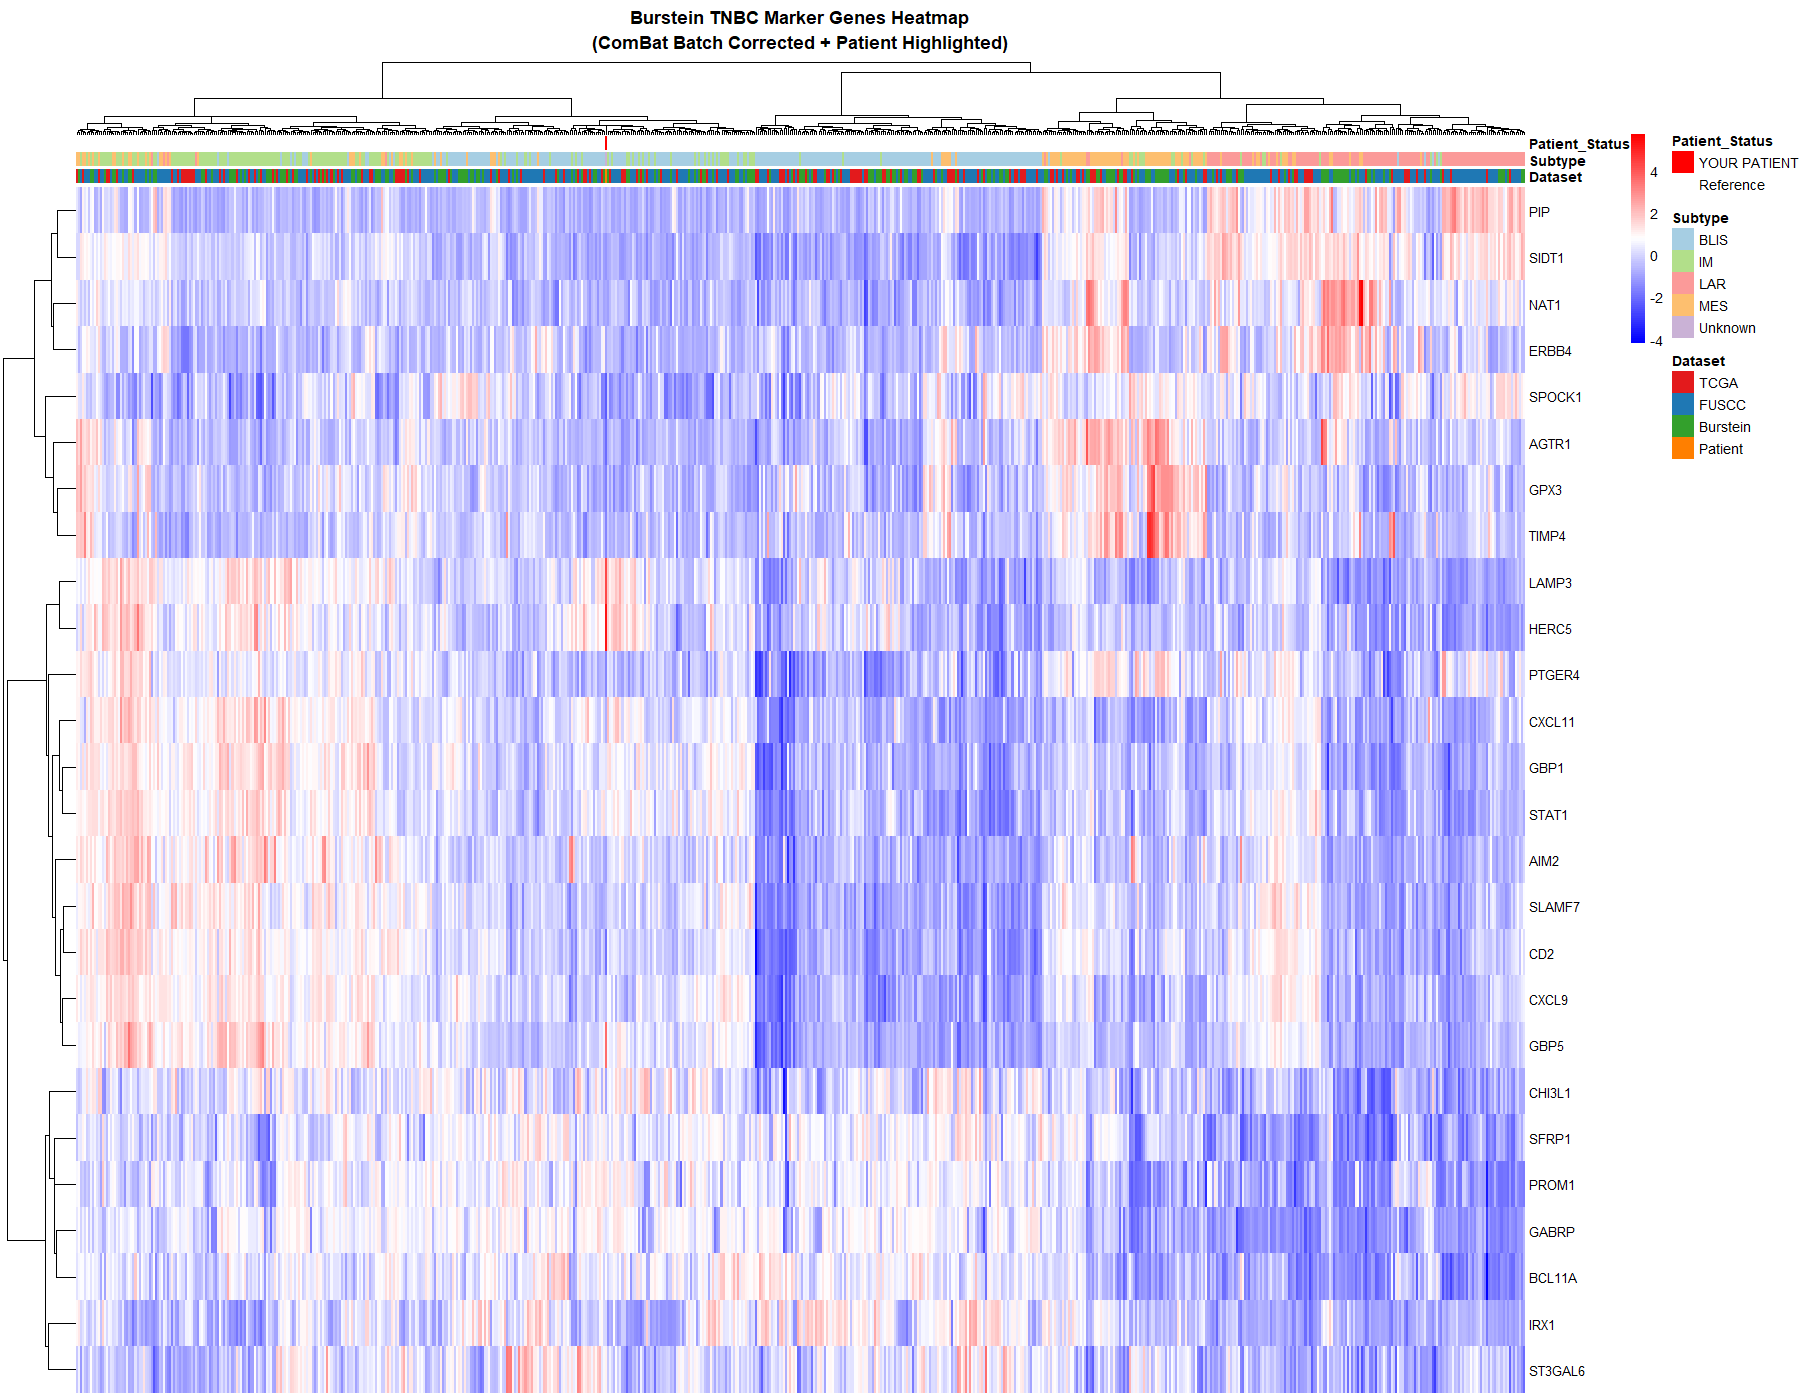 Burstein TNBC Marker Genes Heatmap
(ComBat Batch Corrected + Patient Highlighted)
Patient_Status
Subtype
Dataset
PIP
SIDT1
NAT1
ERBB4
SPOCK1
AGTR1
GPX3
TIMP4
LAMP3
HERC5
PTGER4
CXCL11
GBP1
STAT1
AIM2
SLAMF7
CD2
CXCL9
GBP5
CHI3L1
SFRP1
PROM1
GABRP
BCL11A
IRX1
ST3GAL6
4
2
0
-2
-4
Patient_Status
YOUR PATIENT
Reference
Subtype
BLIS
IM
LAR
MES
Unknown
Dataset
TCGA
FUSCC
Burstein
Patient